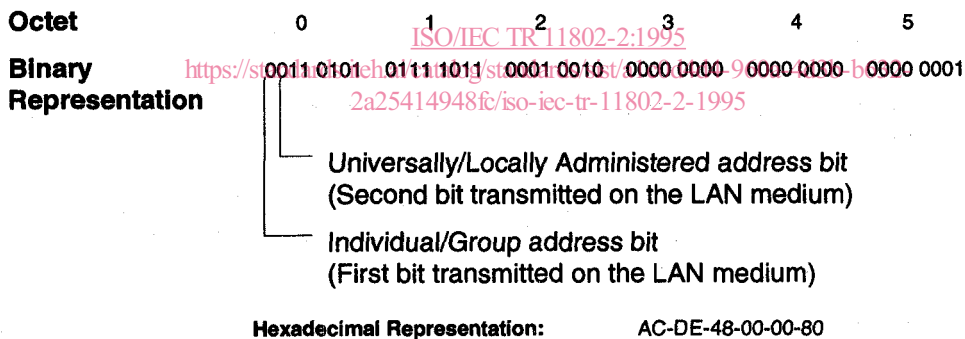 Octet 0 1 2 3 4 5
ISO/IEC TR 11802-2:1995
Binary 0011 0101 0111 1011 0001 0010 0000 0000 0000 0000 0000 0001
Representation
2a25414948fc/iso-iec-tr-11802-2-1995
Universally/Locally Administered address bit
(Second bit transmitted on the LAN medium)
Individual/Group address bit
(First bit transmitted on the LAN medium)
Hexadecimal Representation: AC-DE-48-00-00-80